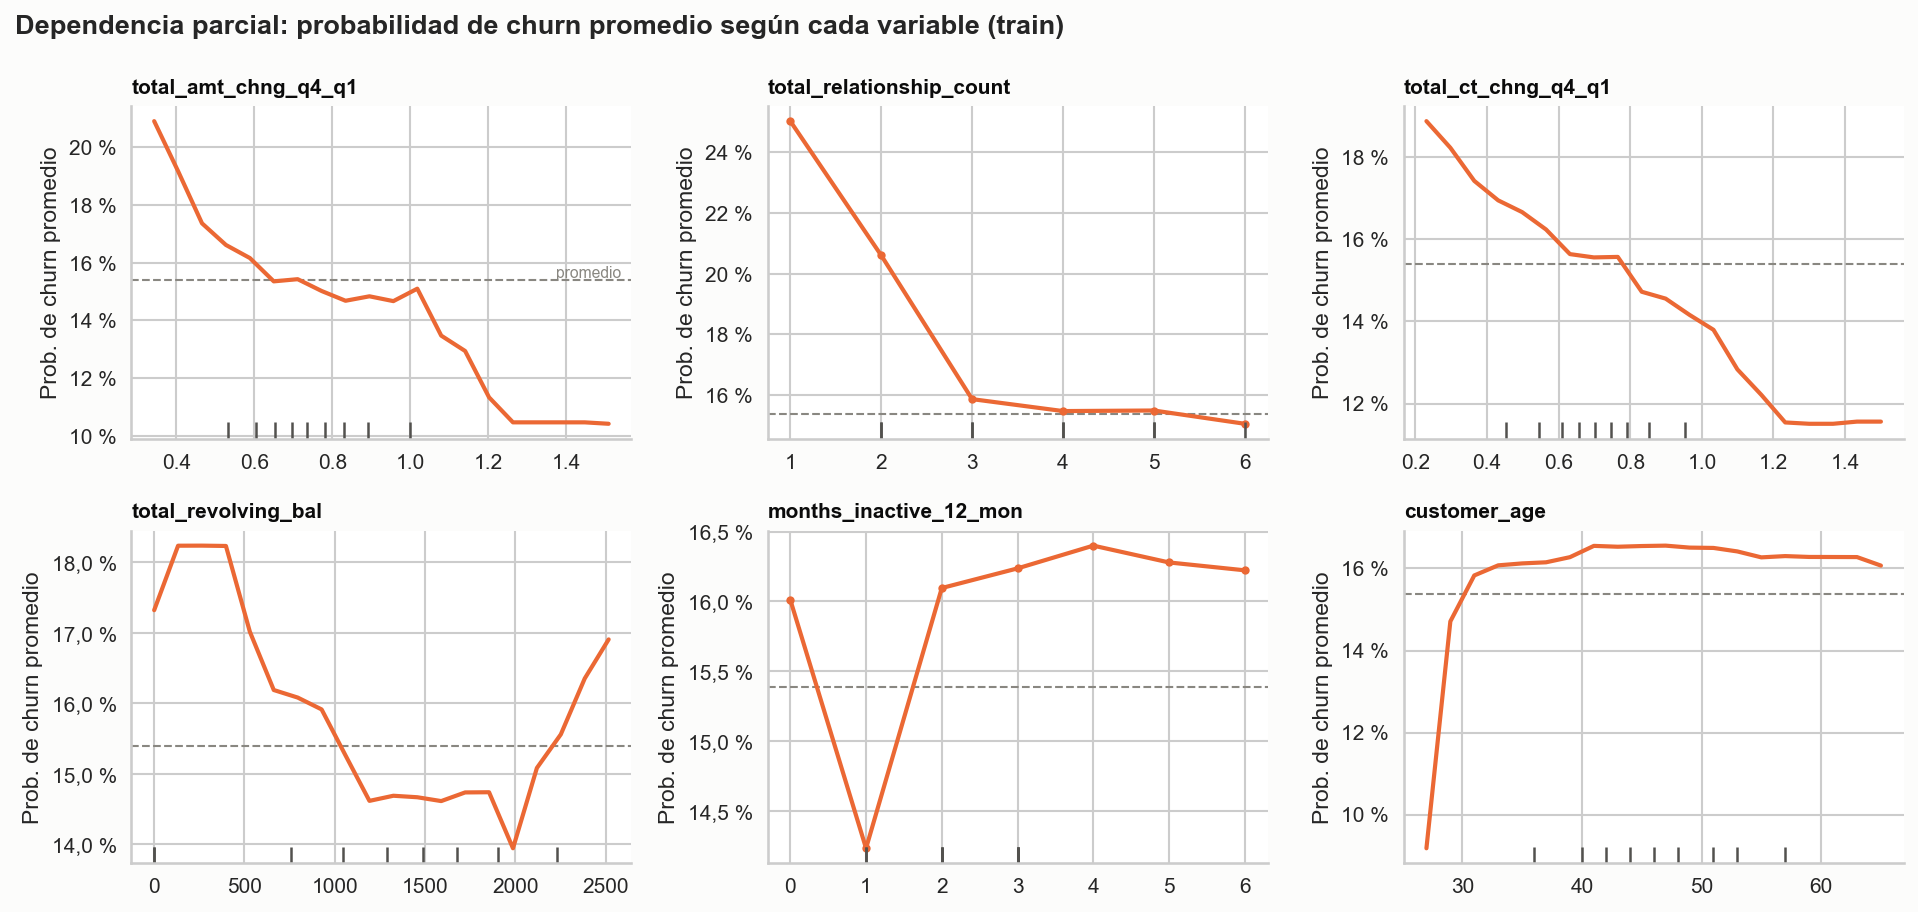 Dependencia parcial: probabilidad de churn promedio según cada variable (train)
total_amt_chng_q4_q1
Prob. de churn promedio
20 %
18 %
16 %
14 %
12 %
10 %
promedio
0.4 0.6 0.8 1.0 1.2 1.4
total_relationship_count
Prob. de churn promedio
24 %
22 %
20 %
18 %
16 %
1 2 3 4 5 6
total_ct_chng_q4_q1
Prob. de churn promedio
18 %
16 %
14 %
12 %
0.2 0.4 0.6 0.8 1.0 1.2 1.4
total_revolving_bal
Prob. de churn promedio
18,0 %
17,0 %
16,0 %
15,0 %
14,0 %
0 500 1000 1500 2000 2500
months_inactive_12_mon
Prob. de churn promedio
16,5 %
16,0 %
15,5 %
15,0 %
14,5 %
0 1 2 3 4 5 6
customer_age
Prob. de churn promedio
16 %
14 %
12 %
10 %
30 40 50 60